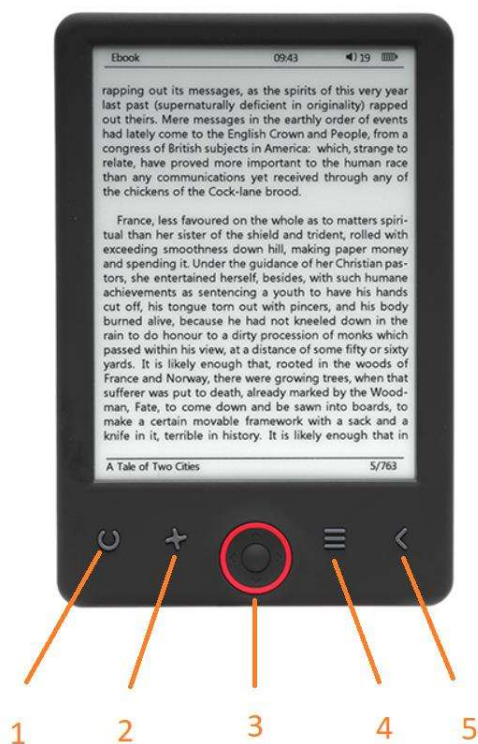 Ebook 09:43 19
rapping out its messages, as the spirits of this very year
last past (supernaturally deficient in originality) rapped
out theirs. Mere messages in the earthly order of events
had lately come to the English Crown and People, from a
congress of British subjects in America: which, strange to
relate, have proved more important to the human race
than any communications yet received through any of
the chickens of the Cock-lane brood.
France, less favoured on the whole as to matters spiri-
tual than her sister of the shield and trident, rolled with
exceeding smoothness down hill, making paper money
and spending it. Under the guidance of her Christian pas-
tors, she entertained herself, besides, with such humane
achievements as sentencing a youth to have his hands
cut off, his tongue torn out with pincers, and his body
burned alive, because he had not kneeled down in the
rain to do honour to a dirty procession of monks which
passed within his view, at a distance of some fifty or sixty
yards. It is likely enough that, rooted in the woods of
France and Norway, there were growing trees, when that
sufferer was put to death, already marked by the Wood-
man, Fate, to come down and be sawn into boards, to
make a certain movable framework with a sack and a
knife in it, terrible in history. It is likely enough that in
A Tale of Two Cities 5/763
1 2 3 4 5